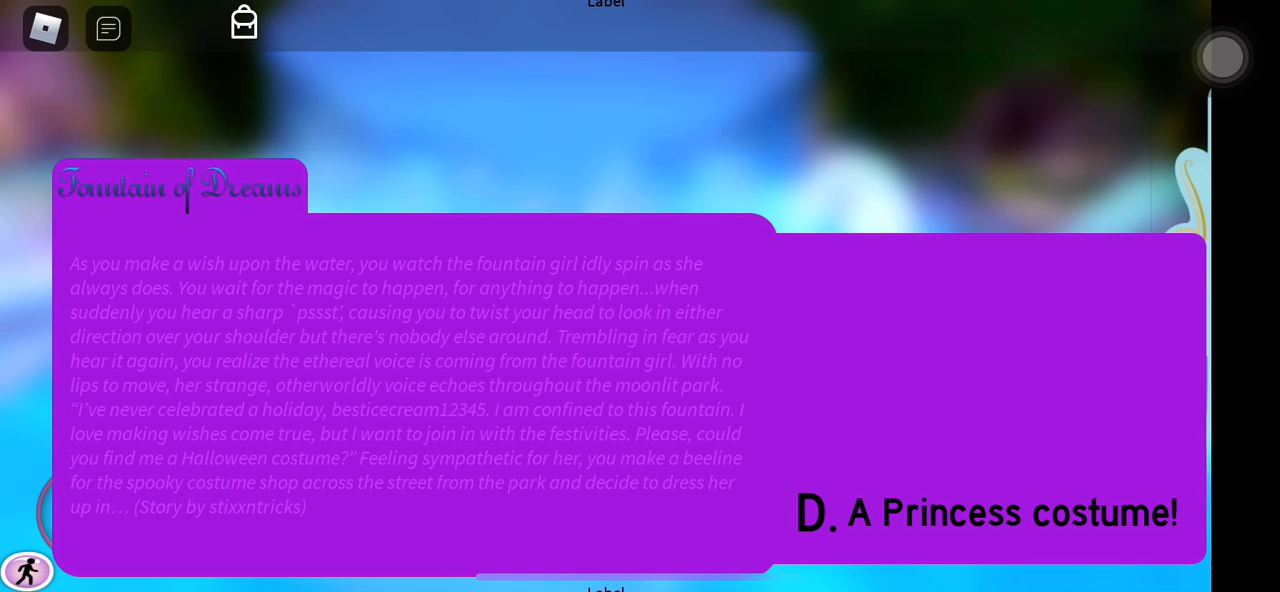 Label
Fountain of Dreams
As you make a wish upon the water, you watch the fountain girl idly spin as she
always does. You wait for the magic to happen, for anything to happen...when
suddenly you hear a sharp `pssst', causing you to twist your head to look in either
direction over your shoulder but there's nobody else around. Trembling in fear as you
hear it again, you realize the ethereal voice is coming from the fountain girl. With no
lips to move, her strange, otherworldly voice echoes throughout the moonlit park.
“I've never celebrated a holiday, besticecream12345. I am confined to this fountain. I
love making wishes come true, but I want to join in with the festivities. Please, could
you find me a Halloween costume?” Feeling sympathetic for her, you make a beeline
for the spooky costume shop across the street from the park and decide to dress her
up in... (Story by stixxntricks)
D. A Princess costume!
Label